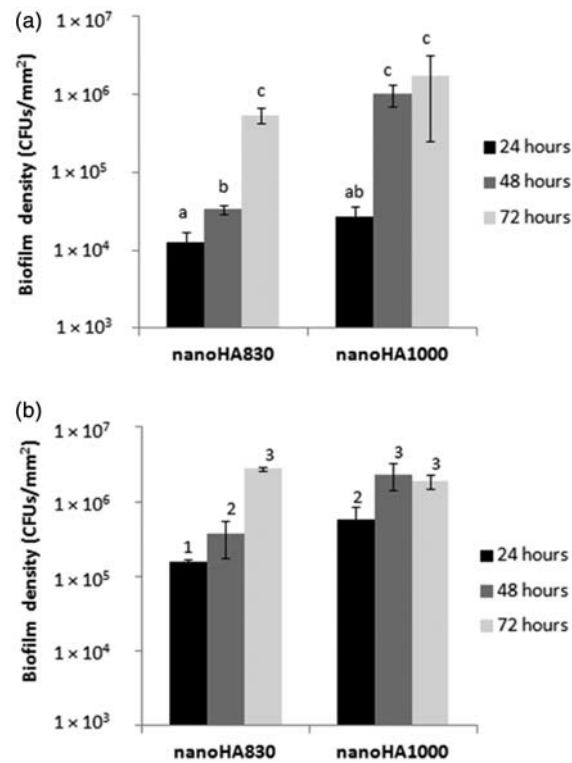 (a)
1 × 10⁷
1 × 10⁶
1 × 10⁵
1 × 10⁴
1 × 10³
Biofilm density (CFUs/mm²)
a
b
c
ab
c
c
nanoHA830
nanoHA1000
24 hours
48 hours
72 hours
(b)
1 × 10⁷
1 × 10⁶
1 × 10⁵
1 × 10⁴
1 × 10³
Biofilm density (CFUs/mm²)
1
2
3
2
3
3
nanoHA830
nanoHA1000
24 hours
48 hours
72 hours